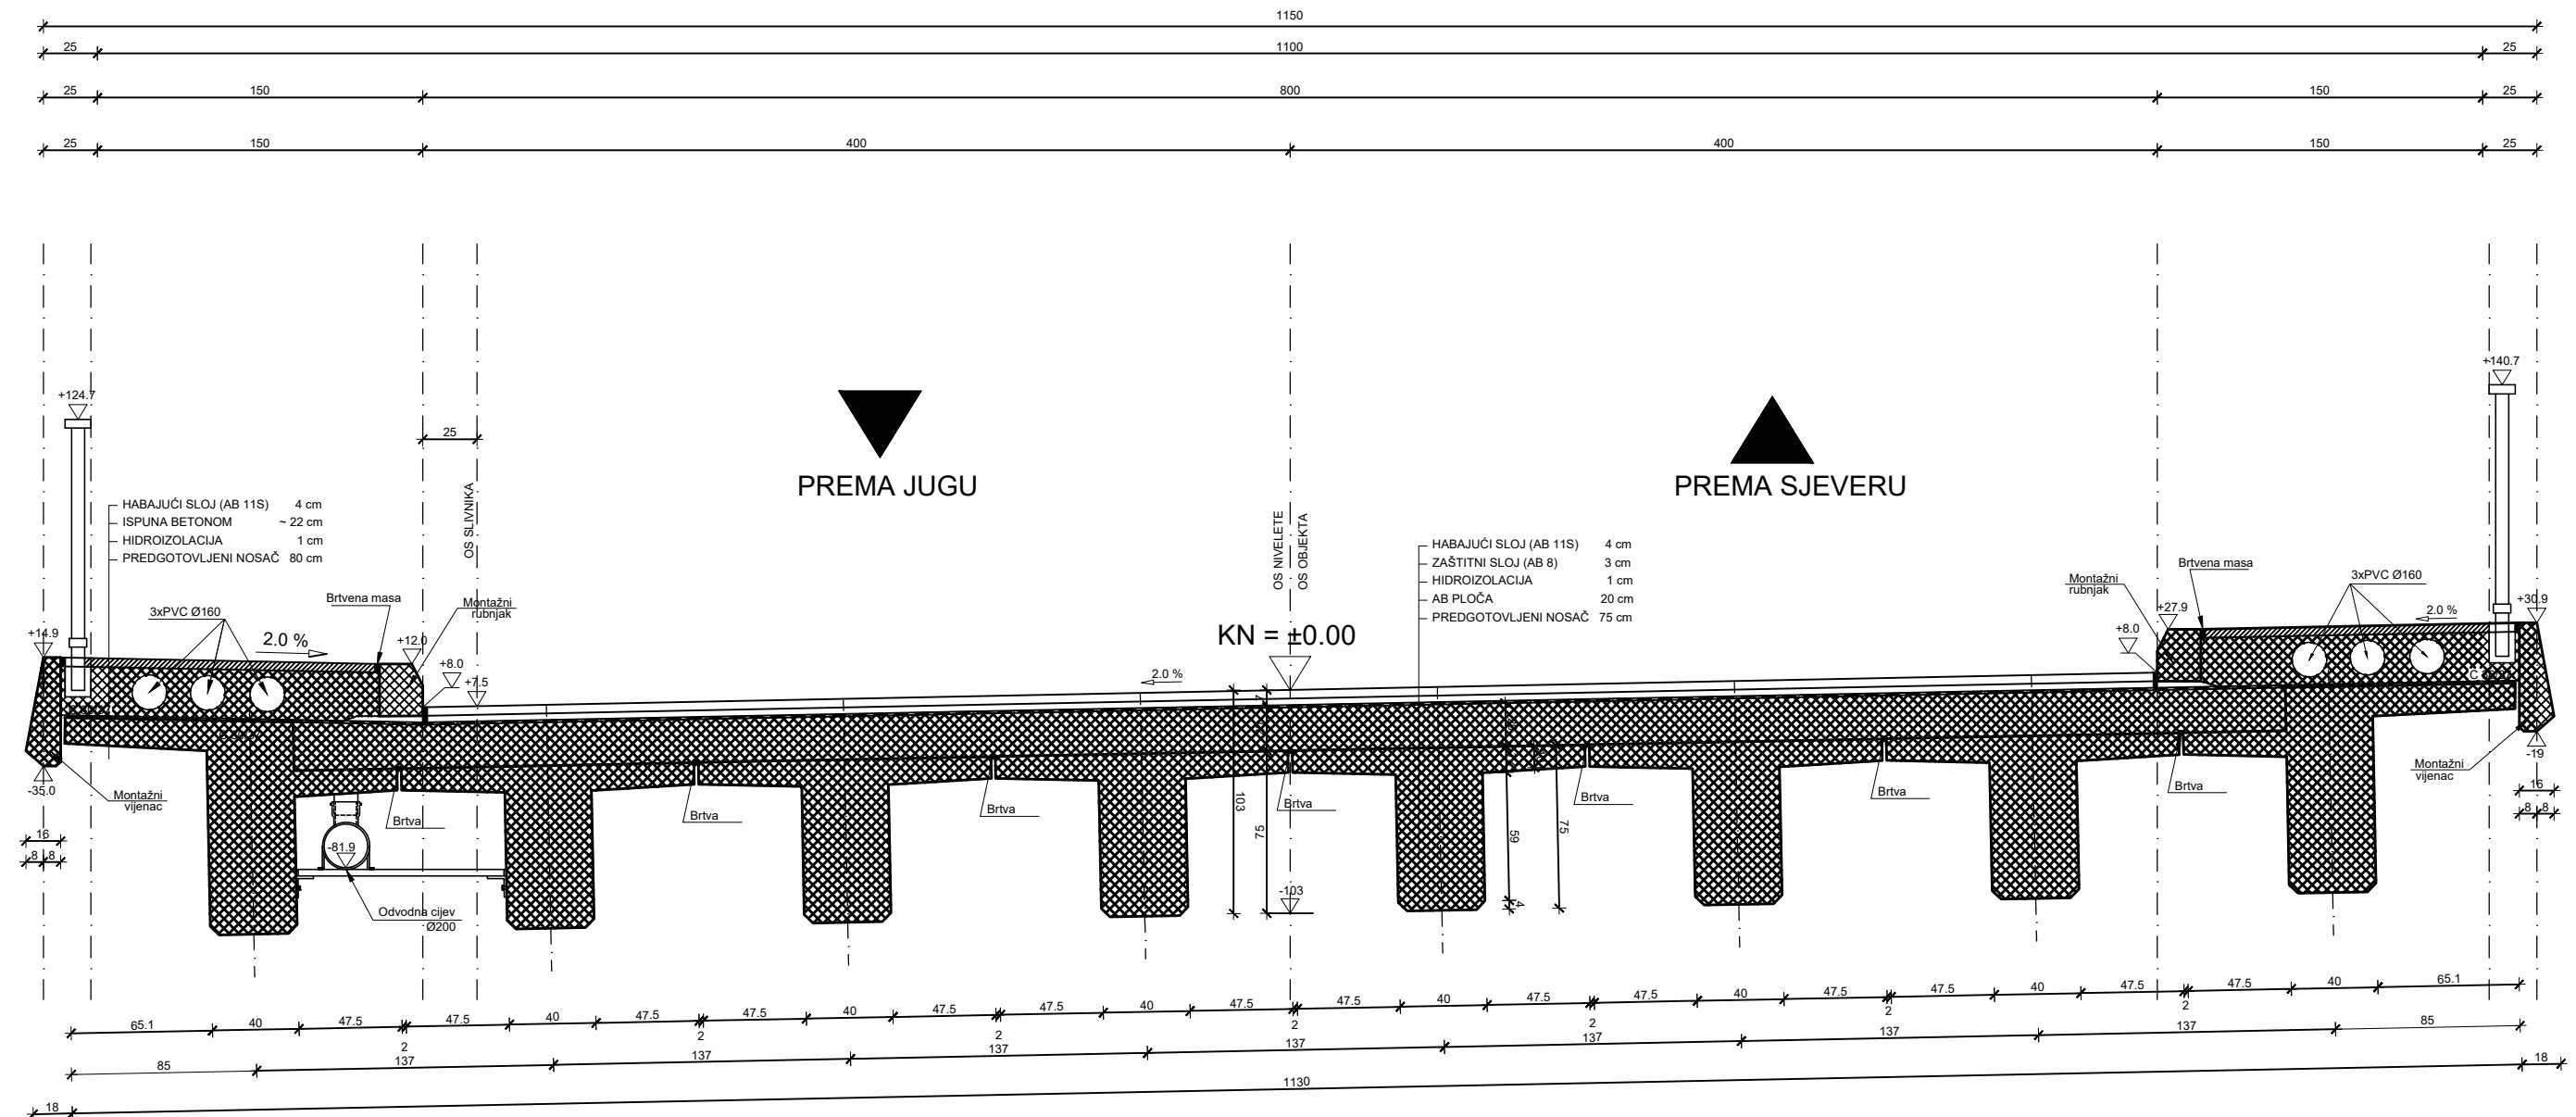 1150
25 1100 25
25 150 800 150 25
25 150 400 400 150 25
+140.7
+124.7
25
PREMA JUGU
PREMA SJEVERU
OS SLIVNIKA
OS NIVELETE
OS OBJEKTA
HABAJUĆI SLOJ (AB 11S) 4 cm
ISPUNA BETONOM ~ 22 cm
HIDROIZOLACIJA 1 cm
PREDGOTOVLJENI NOSAČ 80 cm
HABAJUĆI SLOJ (AB 11S) 4 cm
ZAŠTITNI SLOJ (AB 8) 3 cm
HIDROIZOLACIJA 1 cm
AB PLOČA 20 cm
PREDGOTOVLJENI NOSAČ 75 cm
Brtvena masa
Montažni
rubnjak
3xPVC Ø160
2.0 %
+14.9
+12.0
+8.0
+7.5
KN = ±0.00
2.0 %
Montažni
rubnjak
Brtvena masa
3xPVC Ø160
+27.9
+8.0
2.0 %
+30.9
-35.0
Montažni
vijenac
16
8 8
-81.9
Odvodna cijev
Ø200
Brtva
Brtva
Brtva
Brtva
Brtva
Brtva
Brtva
103
75
-103
59
4
75
Montažni
vijenac
-19
16
8 8
65.1 40 47.5 47.5 40 47.5 47.5 40 47.5 47.5 40 47.5 47.5 40 47.5 47.5 40 47.5 47.5 40 47.5 47.5 40 65.1
2 2 2 2 2 2 2
85 137 137 137 137 137 137 137 85
18 1130 18